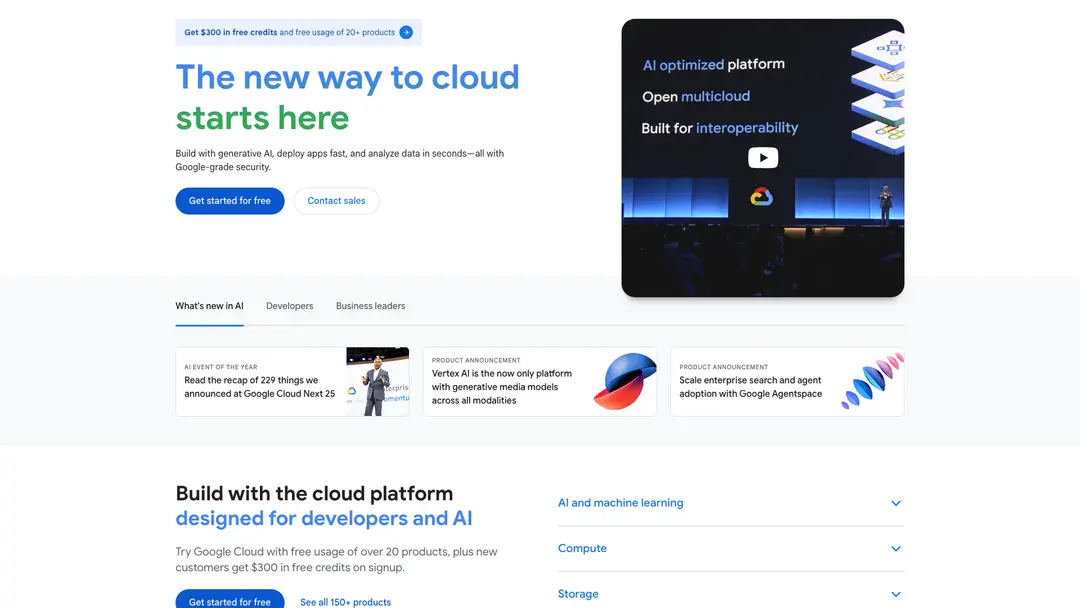 Get $300 in free credits and free usage of 20+ products
The new way to cloud
starts here
Build with generative AI, deploy apps fast, and analyze data in seconds—all with
Google-grade security.
Get started for free
Contact sales
AI optimized platform
Open multicloud
Built for interoperability
What's new in AI
Developers
Business leaders
AI EVENT OF THE YEAR
Read the recap of 229 things we
announced at Google Cloud Next 25
PRODUCT ANNOUNCEMENT
Vertex AI is the now only platform
with generative media models
across all modalities
PRODUCT ANNOUNCEMENT
Scale enterprise search and agent
adoption with Google Agentspace
Build with the cloud platform
designed for developers and AI
Try Google Cloud with free usage of over 20 products, plus new
customers get $300 in free credits on signup.
Get started for free
See all 150+ products
AI and machine learning
Compute
Storage